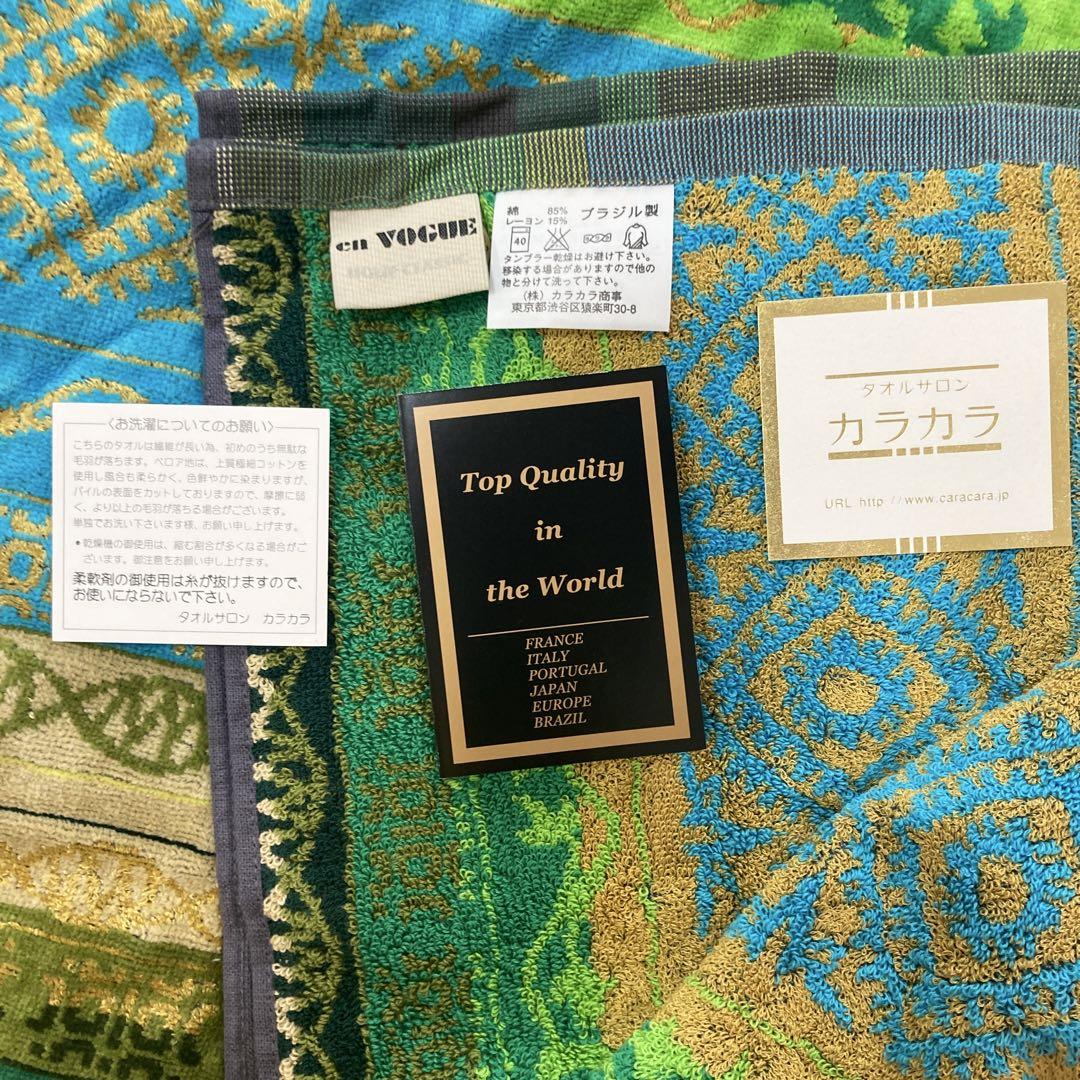 en VOGUE
綿 85%
レーヨン 15%
ブラジル製
40
タンブラー乾燥はお避け下さい。
移染する場合がありますので他の
物と分けて洗って下さい。
(株) カラカラ商事
東京都渋谷区猿楽町30-8
タオルサロン
カラカラ
URL http://www.caracara.jp
〈お洗濯についてのお願い〉
こちらのタオルは繊維が長い為、初めのうち無駄な
毛羽が落ちます。ベロア地は、上質極細コットンを
使用し風合も柔らかく、色鮮やかに染まりますが、
パイルの表面をカットしておりますので、摩擦に弱
く、より以上の毛羽が落ちる場合がございます。
単独でお洗い下さいます様、お願い申し上げます。
•乾燥機の御使用は、縮む割合が多くなる場合がご
ざいます。御注意をお願い申し上げます。
柔軟剤の御使用は糸が抜けますので、
お使いにならないで下さい。
タオルサロン カラカラ
Top Quality
in
the World
FRANCE
ITALY
PORTUGAL
JAPAN
EUROPE
BRAZIL